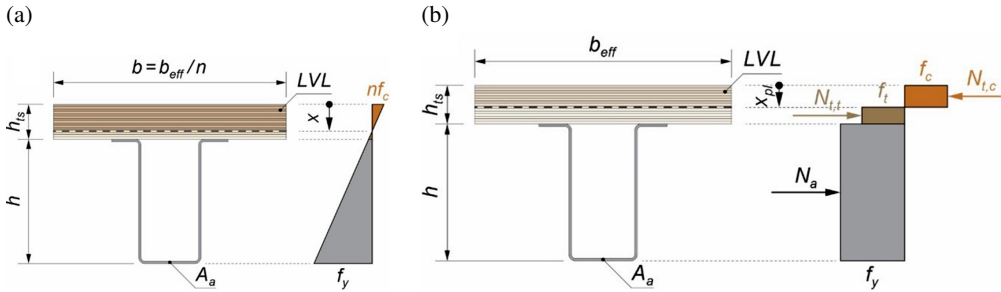 (a)
b = b_eff/n
LVL
nf_c
h_ts
x
h
A_a
f_y
(b)
b_eff
LVL
f_c
N_t,c
h_ts
x_pl
f_t
N_t,t
h
N_a
A_a
f_y